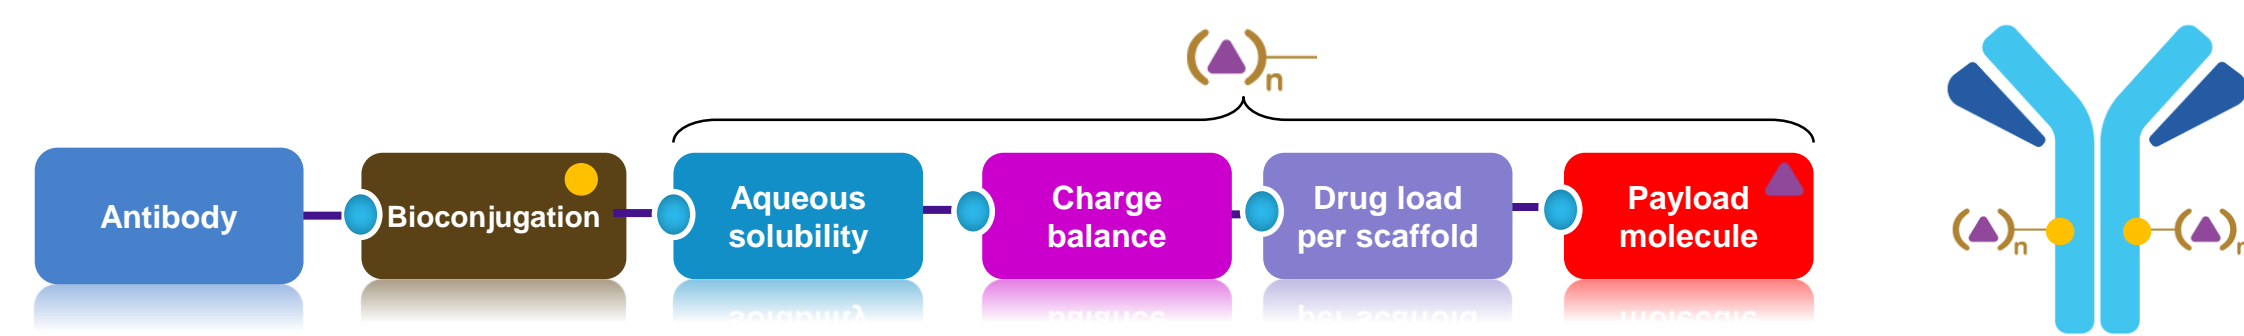 ( )n
Antibody
Bioconjugation
Aqueous
solubility
Charge
balance
Drug load
per scaffold
Payload
molecule
( )n
( )n